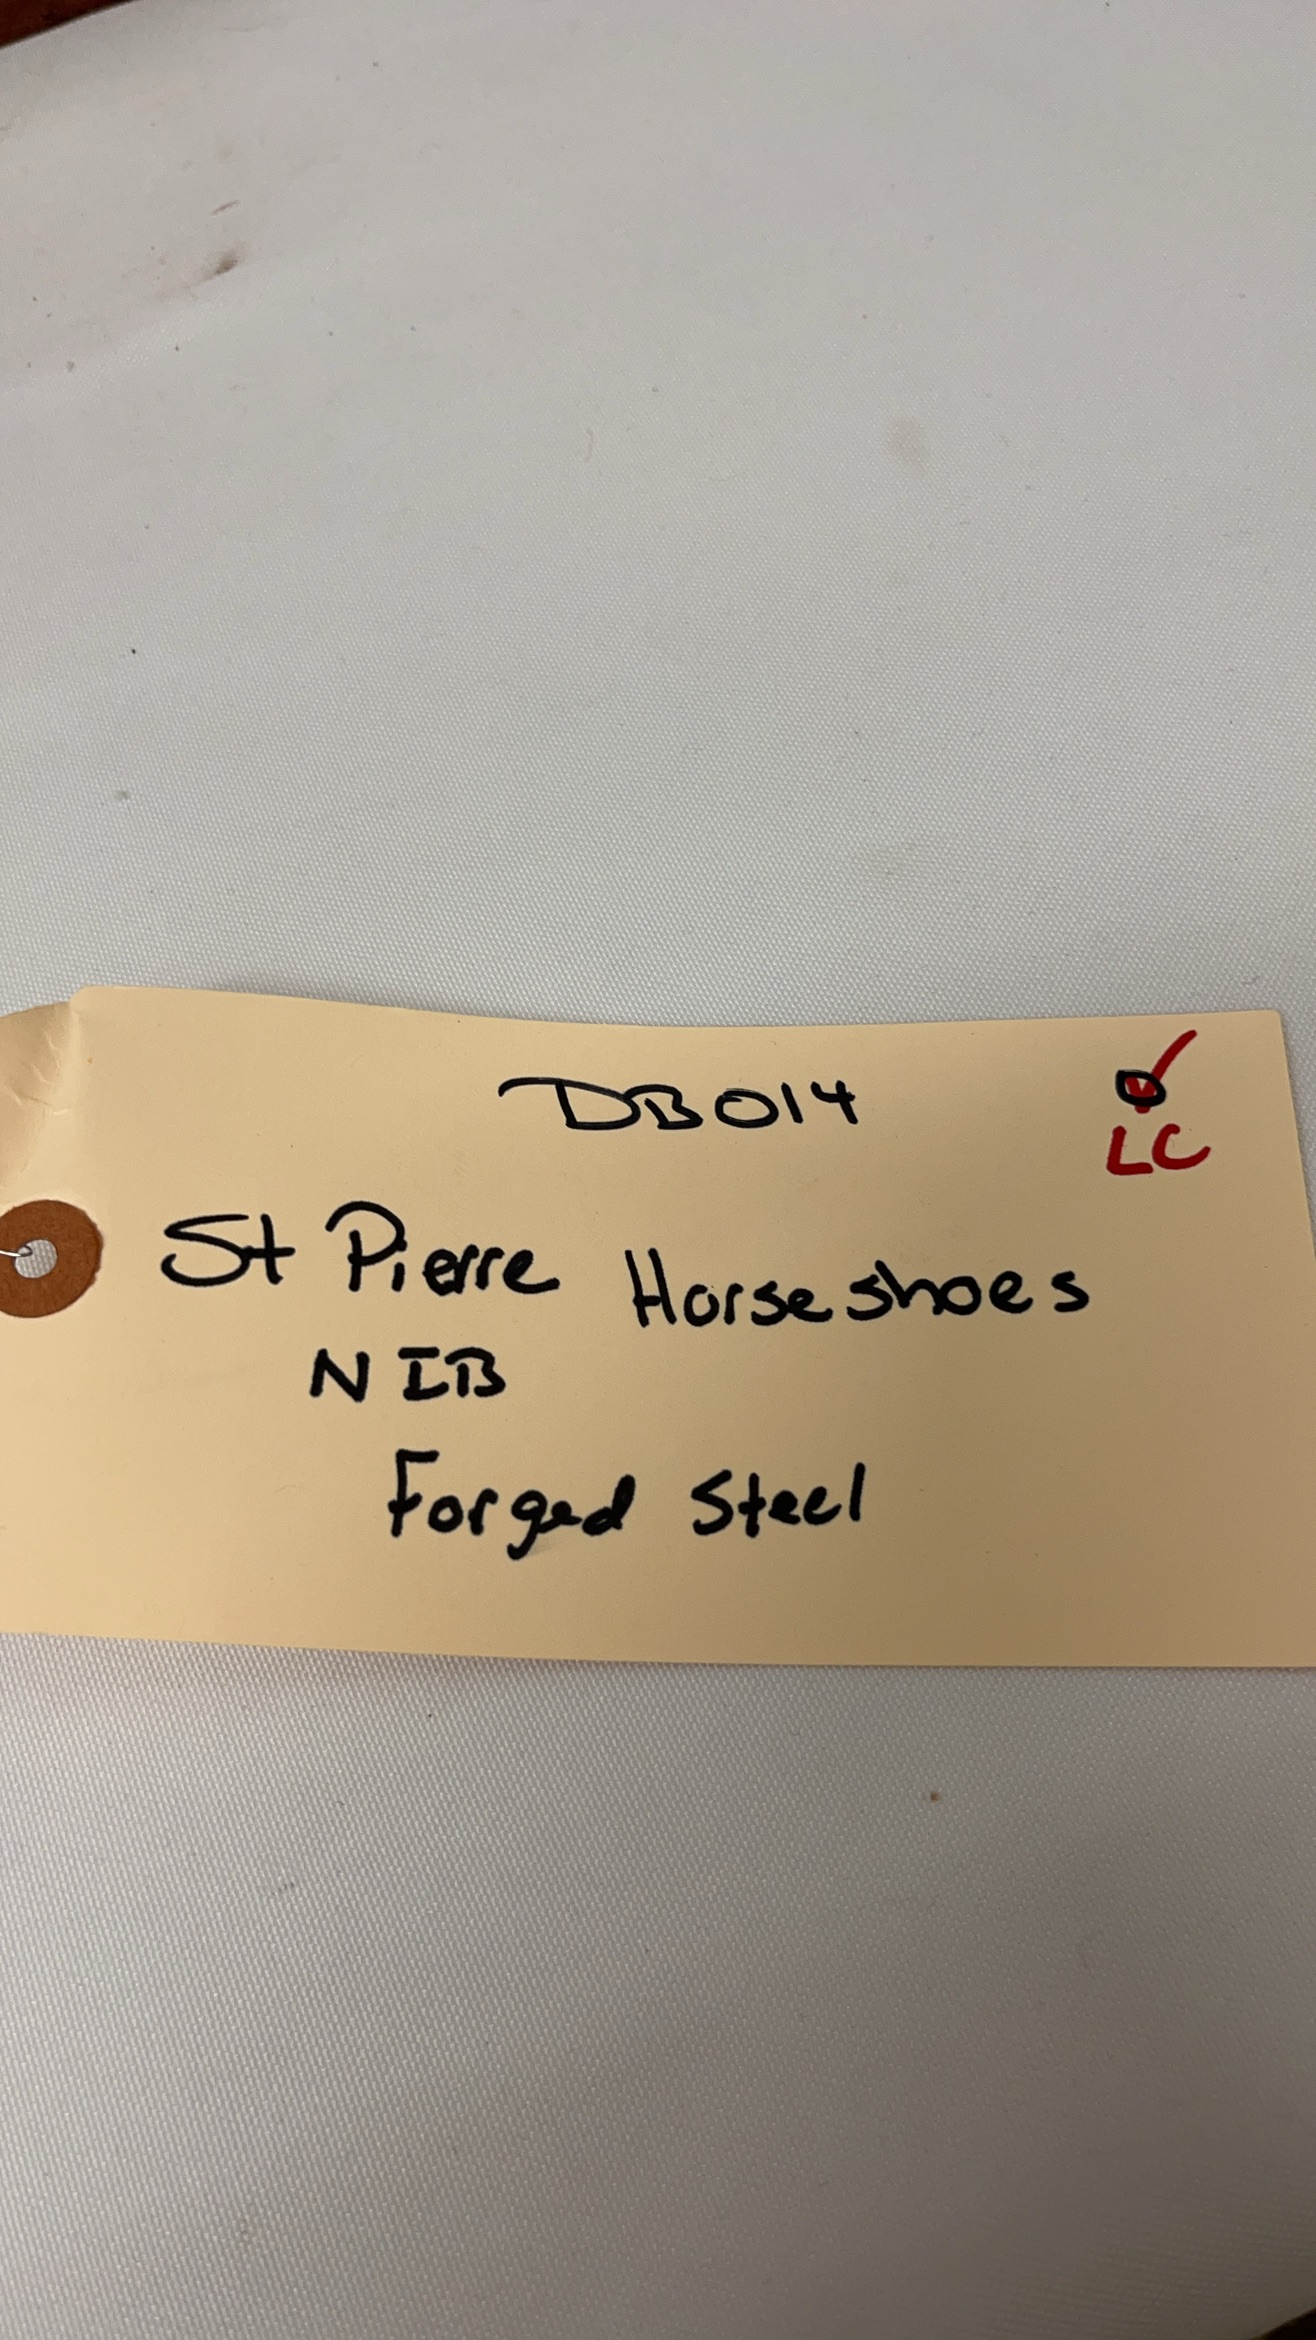 DB014
LC
St Pierre Horseshoes
NIB
Forged Steel